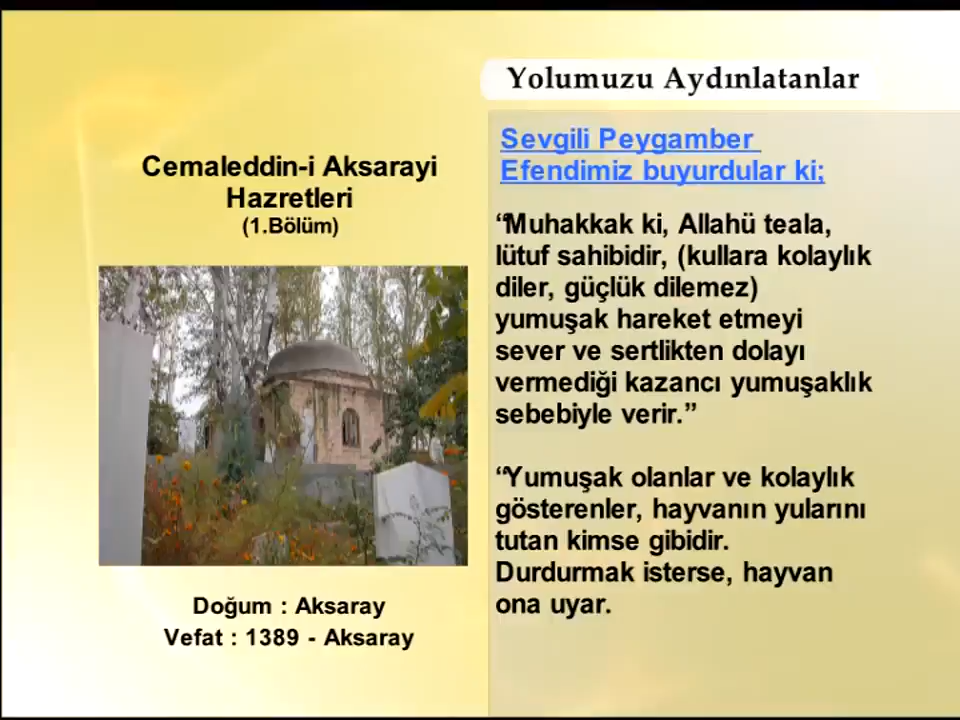 Yolumuzu Aydınlatanlar
Cemaleddin-i Aksarayi
Hazretleri
(1.Bölüm)
Doğum : Aksaray
Vefat : 1389 - Aksaray
Sevgili Peygamber
Efendimiz buyurdular ki;
“Muhakkak ki, Allahü teala,
lütuf sahibidir, (kullara kolaylık
diler, güçlük dilemez)
yumuşak hareket etmeyi
sever ve sertlikten dolayı
vermediği kazancı yumuşaklık
sebebiyle verir.”
“Yumuşak olanlar ve kolaylık
gösterenler, hayvanın yularını
tutan kimse gibidir.
Durdurmak isterse, hayvan
ona uyar.